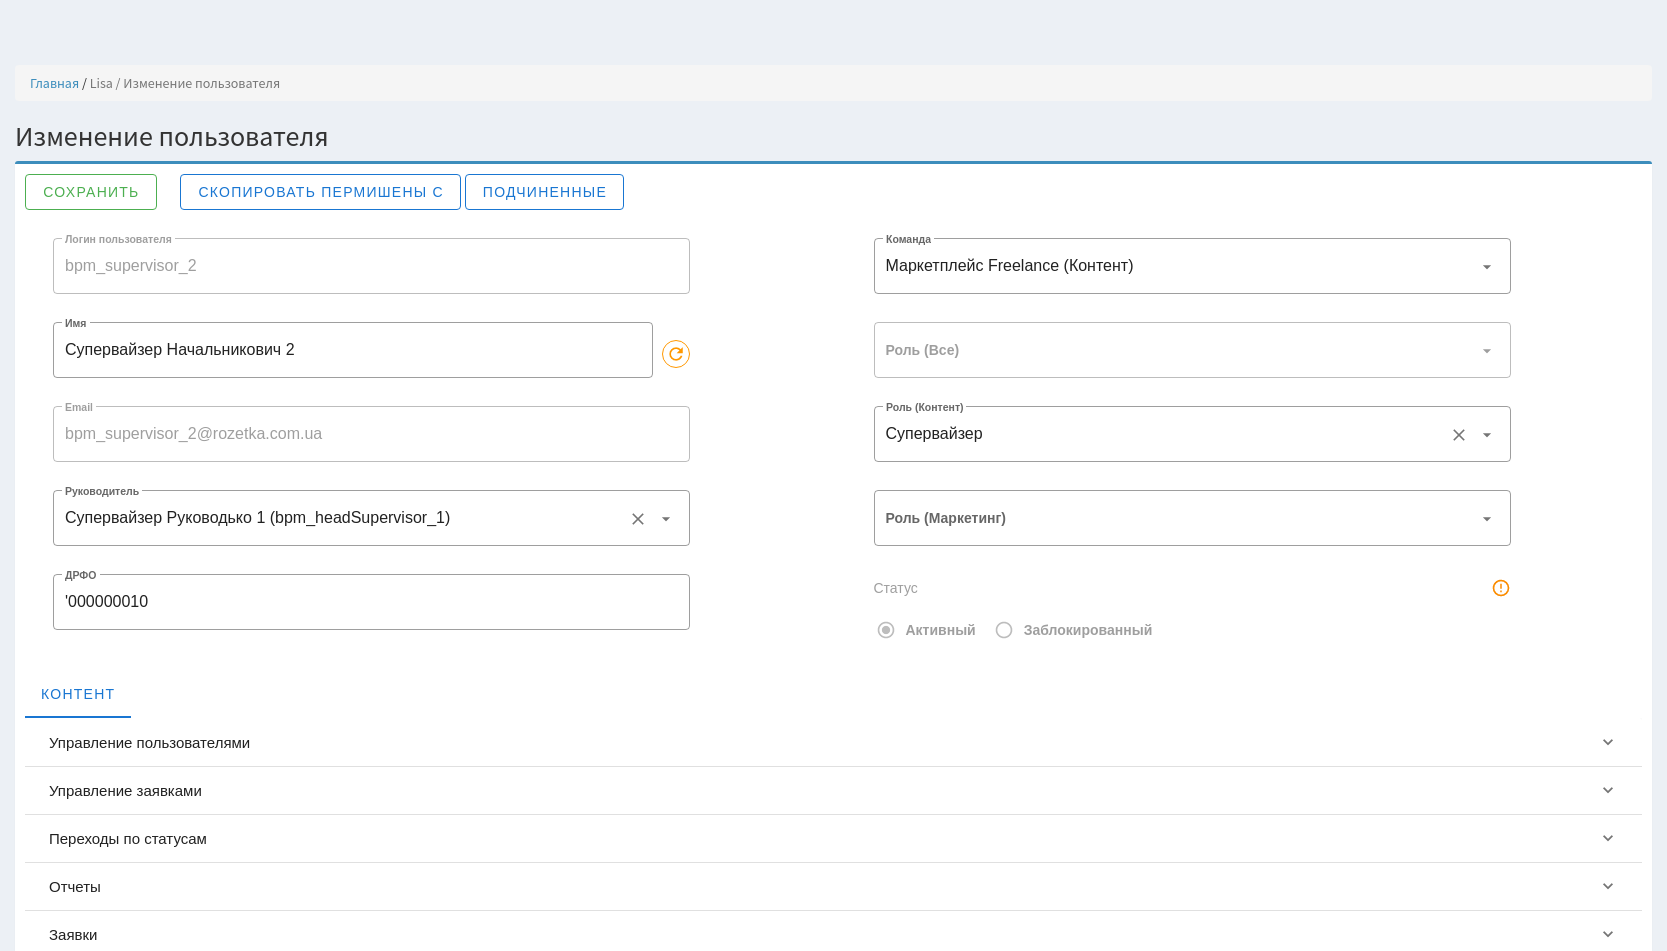 Главная / Lisa / Изменение пользователя
Изменение пользователя
СОХРАНИТЬ
СКОПИРОВАТЬ ПЕРМИШЕНЫ С
ПОДЧИНЕННЫЕ
Логин пользователя
bpm_supervisor_2
Имя
Супервайзер Начальникович 2
Email
bpm_supervisor_2@rozetka.com.ua
Руководитель
Супервайзер Руководько 1 (bpm_headSupervisor_1)
ДРФО
'000000010
Команда
Маркетплейс Freelance (Контент)
Роль (Все)
Роль (Контент)
Супервайзер
Роль (Маркетинг)
Статус
Активный
Заблокированный
КОНТЕНТ
Управление пользователями
Управление заявками
Переходы по статусам
Отчеты
Заявки